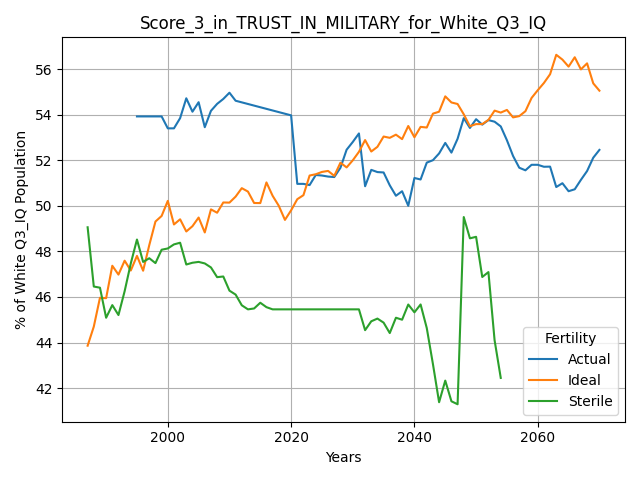 Score_3_in_TRUST_IN_MILITARY_for_White_Q3_IQ
% of White Q3_IQ Population
56
54
52
50
48
46
44
42
2000 2020 2040 2060
Years
Fertility
Actual
Ideal
Sterile